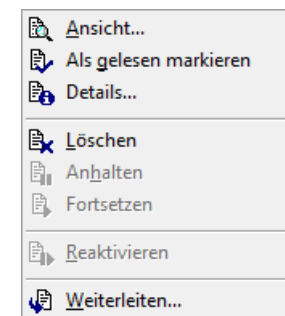 Ansicht...
Als gelesen markieren
Details...
Löschen
Anhalten
Fortsetzen
Reaktivieren
Weiterleiten...